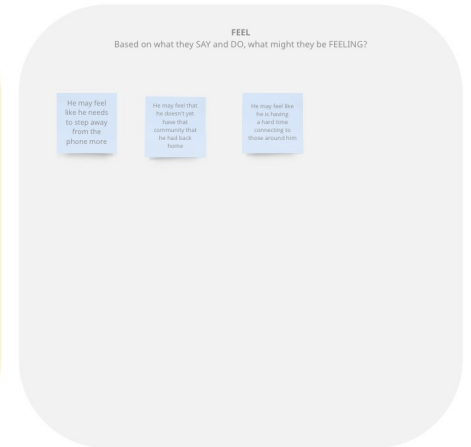 FEEL
Based on what they SAY and DO, what might they be FEELING?
He may feel
like he needs
to step away
from the
phone more
He may feel that
he doesn't yet
have that
community that
he had back
home
He may feel like
he is having
a hard time
connecting to
those around him